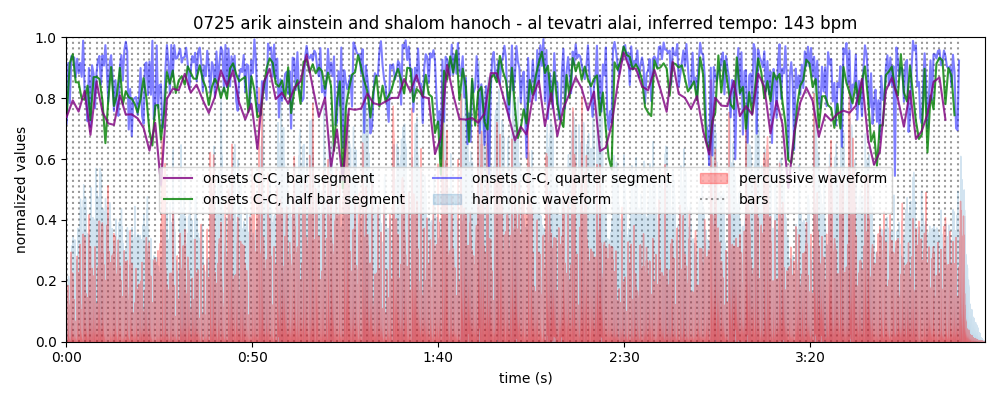 0725 arik ainstein and shalom hanoch - al tevatri alai, inferred tempo: 143 bpm
normalized values
1.0
0.8
0.6
0.4
0.2
0.0
onsets C-C, bar segment
onsets C-C, half bar segment
onsets C-C, quarter segment
harmonic waveform
percussive waveform
bars
0:00
0:50
1:40
2:30
3:20
time (s)